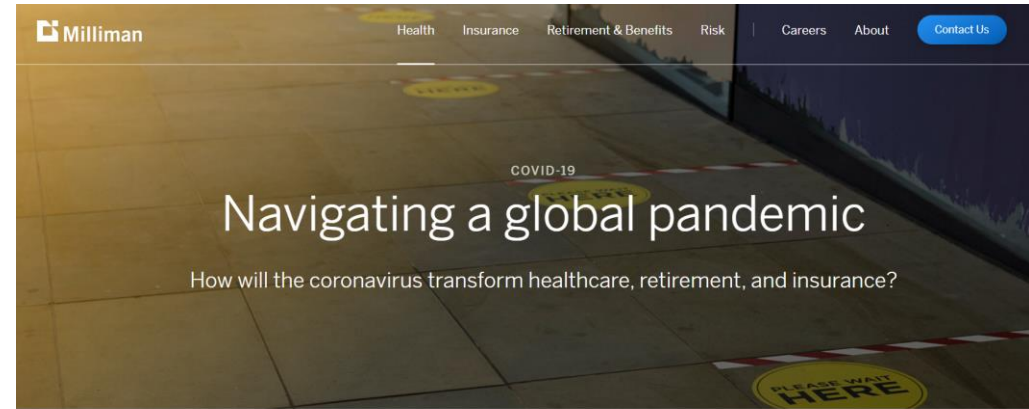 Milliman
Health Insurance Retirement & Benefits Risk Careers About Contact Us
HERE
COVID-19
HERE
Navigating a global pandemic
How will the coronavirus transform healthcare, retirement, and insurance?
PLEASE WAIT
HERE